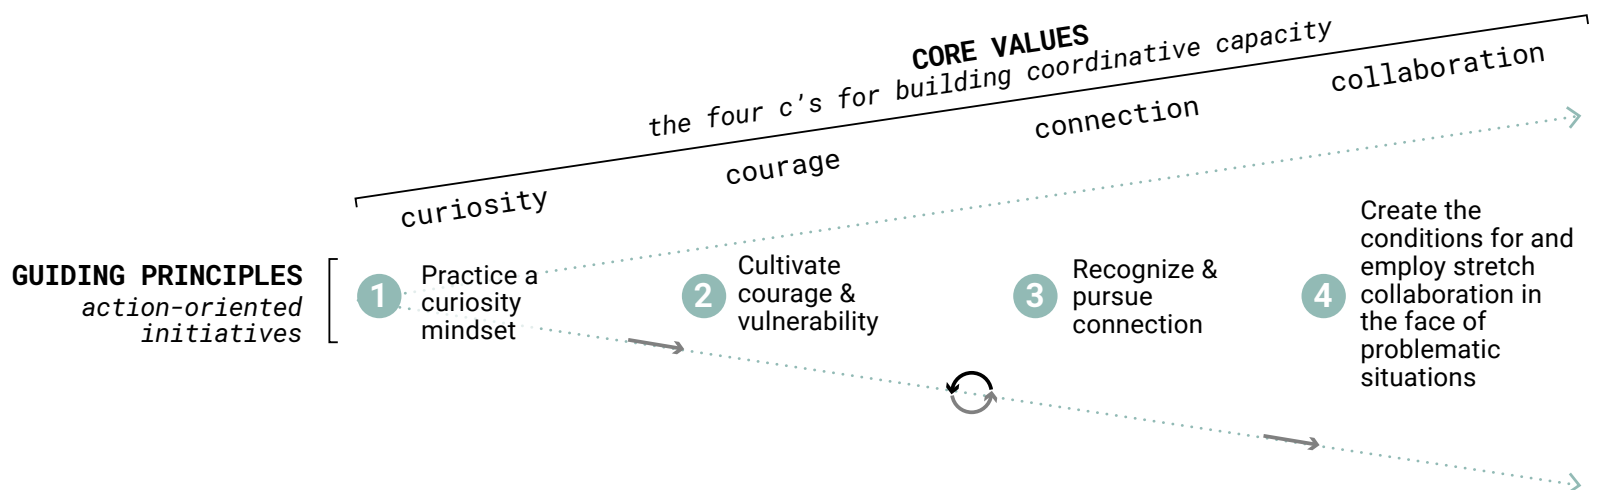 CORE VALUES
the four c's for building coordinative capacity
curiosity
courage
connection
collaboration
GUIDING PRINCIPLES
action-oriented
initiatives
1
Practice a
curiosity
mindset
2
Cultivate
courage &
vulnerability
3
Recognize &
pursue
connection
4
Create the
conditions for and
employ stretch
collaboration in
the face of
problematic
situations